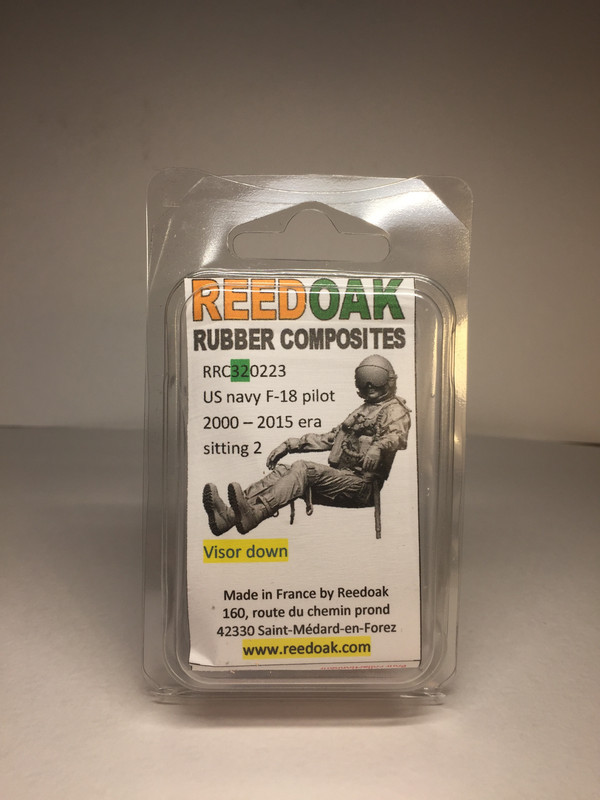 REEDOAK
RUBBER COMPOSITES
RRC320223
US navy F-18 pilot
2000 – 2015 era
sitting 2
Visor down
Made in France by Reedoak
160, route du chemin prond
42330 Saint-Médard-en-Forez
www.reedoak.com